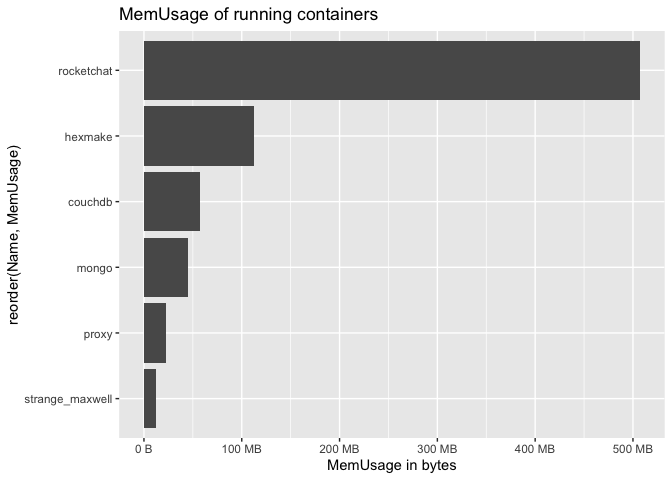 MemUsage of running containers
reorder(Name, MemUsage)
rocketchat
hexmake
couchdb
mongo
proxy
strange_maxwell
0 B 100 MB 200 MB 300 MB 400 MB 500 MB
MemUsage in bytes